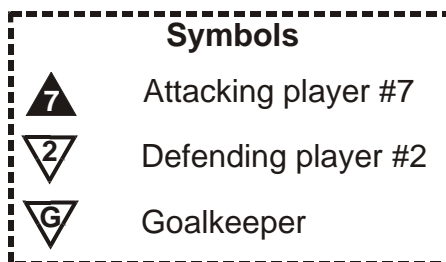 Symbols
7 Attacking player #7
2 Defending player #2
G Goalkeeper